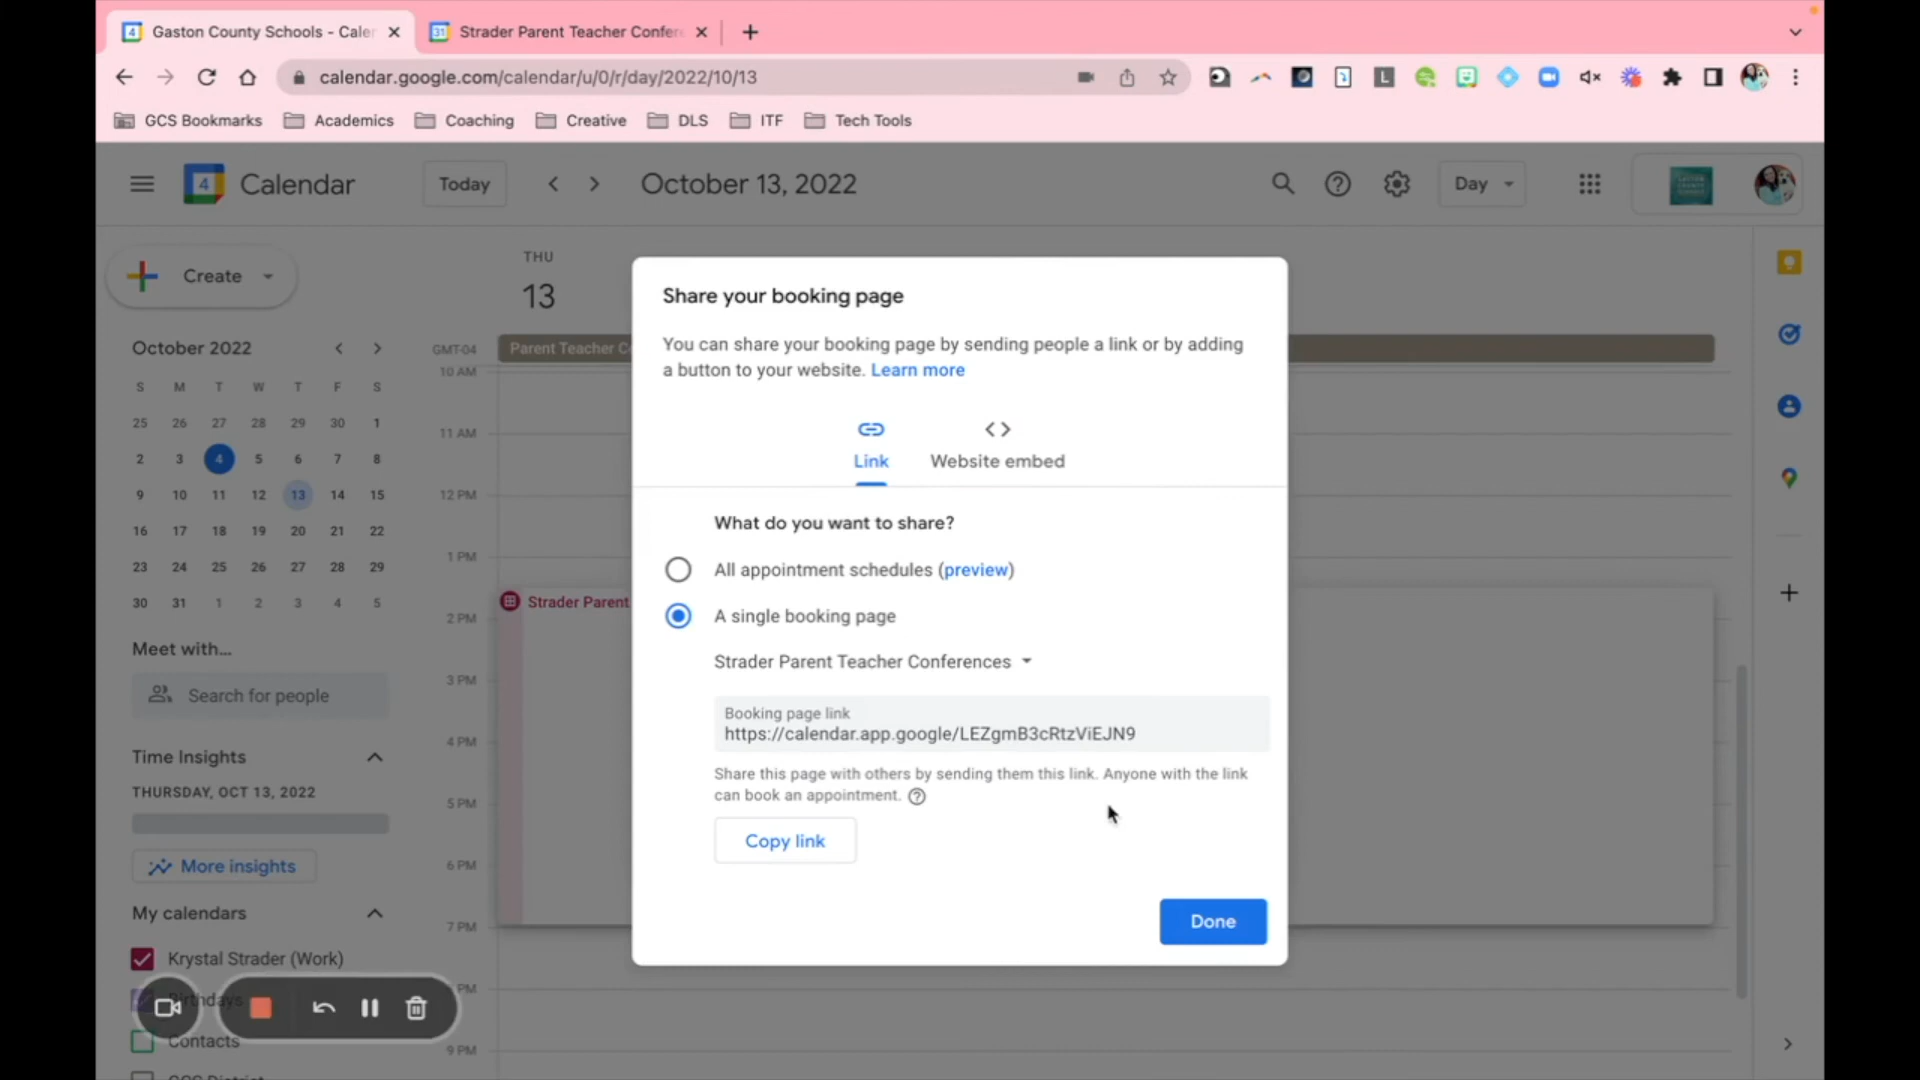 Gaston County Schools - Caler
Strader Parent Teacher Confer
calendar.google.com/calendar/u/0/r/day/2022/10/13
GCS Bookmarks
Academics
Coaching
Creative
DLS
ITF
Tech Tools
4
Calendar
Today
October 13, 2022
Day
Create
THU
13
GMT-04
Parent Teacher C
October 2022
S M T W T F S
25 26 27 28 29 30 1
2 3 4 5 6 7 8
9 10 11 12 13 14 15
16 17 18 19 20 21 22
23 24 25 26 27 28 29
30 31 1 2 3 4 5
10 AM
11 AM
12 PM
1 PM
2 PM
3 PM
4 PM
5 PM
6 PM
7 PM
PM
9 PM
Strader Parent
Meet with...
Search for people
Time Insights
THURSDAY, OCT 13, 2022
More insights
My calendars
Krystal Strader (Work)
Birthdays
Contacts
Share your booking page
You can share your booking page by sending people a link or by adding
a button to your website. Learn more
Link
Website embed
What do you want to share?
All appointment schedules (preview)
A single booking page
Strader Parent Teacher Conferences
Booking page link
https://calendar.app.google/LEZgmB3cRtzViEJN9
Share this page with others by sending them this link. Anyone with the link
can book an appointment.
Copy link
Done